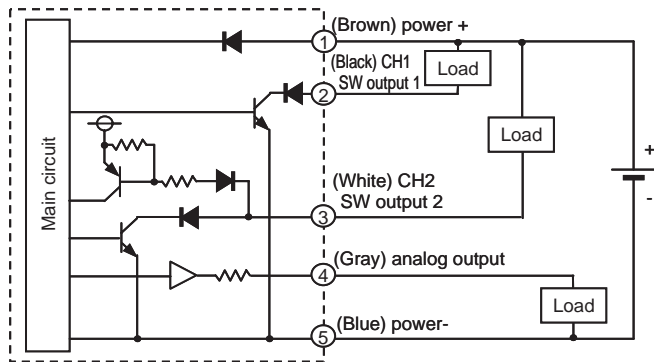 (Brown) power +
1
(Black) CH1
SW output 1
Load
2
Load
Main circuit
+
-
(White) CH2
SW output 2
3
(Gray) analog output
4
Load
(Blue) power-
5